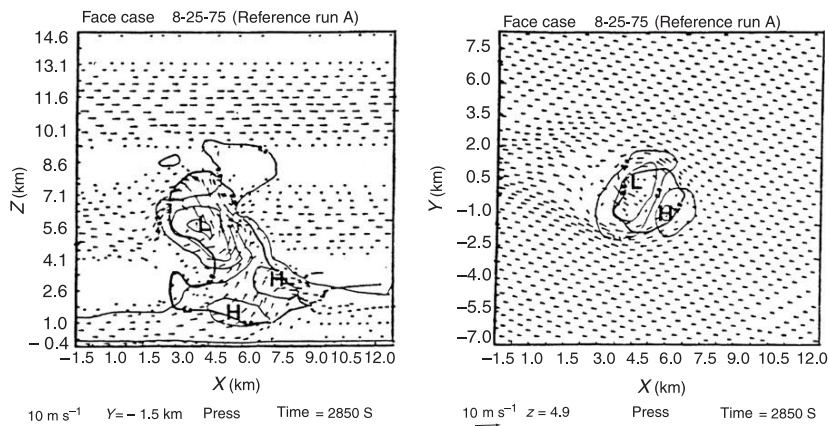 Face case 8-25-75 (Reference run A)
14.6
13.1
11.6
10.1
8.6
7.1
5.6
4.1
2.6
1.0
-0.4
Z (km)
L
H
H
-1.5 1.0 1.5 3.0 4.5 6.0 7.5 9.0 10.5 12.0
X (km)
10 m s⁻¹ Y= – 1.5 km Press Time = 2850 S
Face case 8-25-75 (Reference run A)
7.5
6.0
5.0
3.5
2.0
0.5
-1.0
-2.5
-4.0
-5.5
-7.0
Y (km)
L
H
-1.5 1.0 1.5 3.0 4.5 6.0 7.5 9.0 10.5 12.0
X (km)
10 m s⁻¹ z = 4.9 Press Time = 2850 S